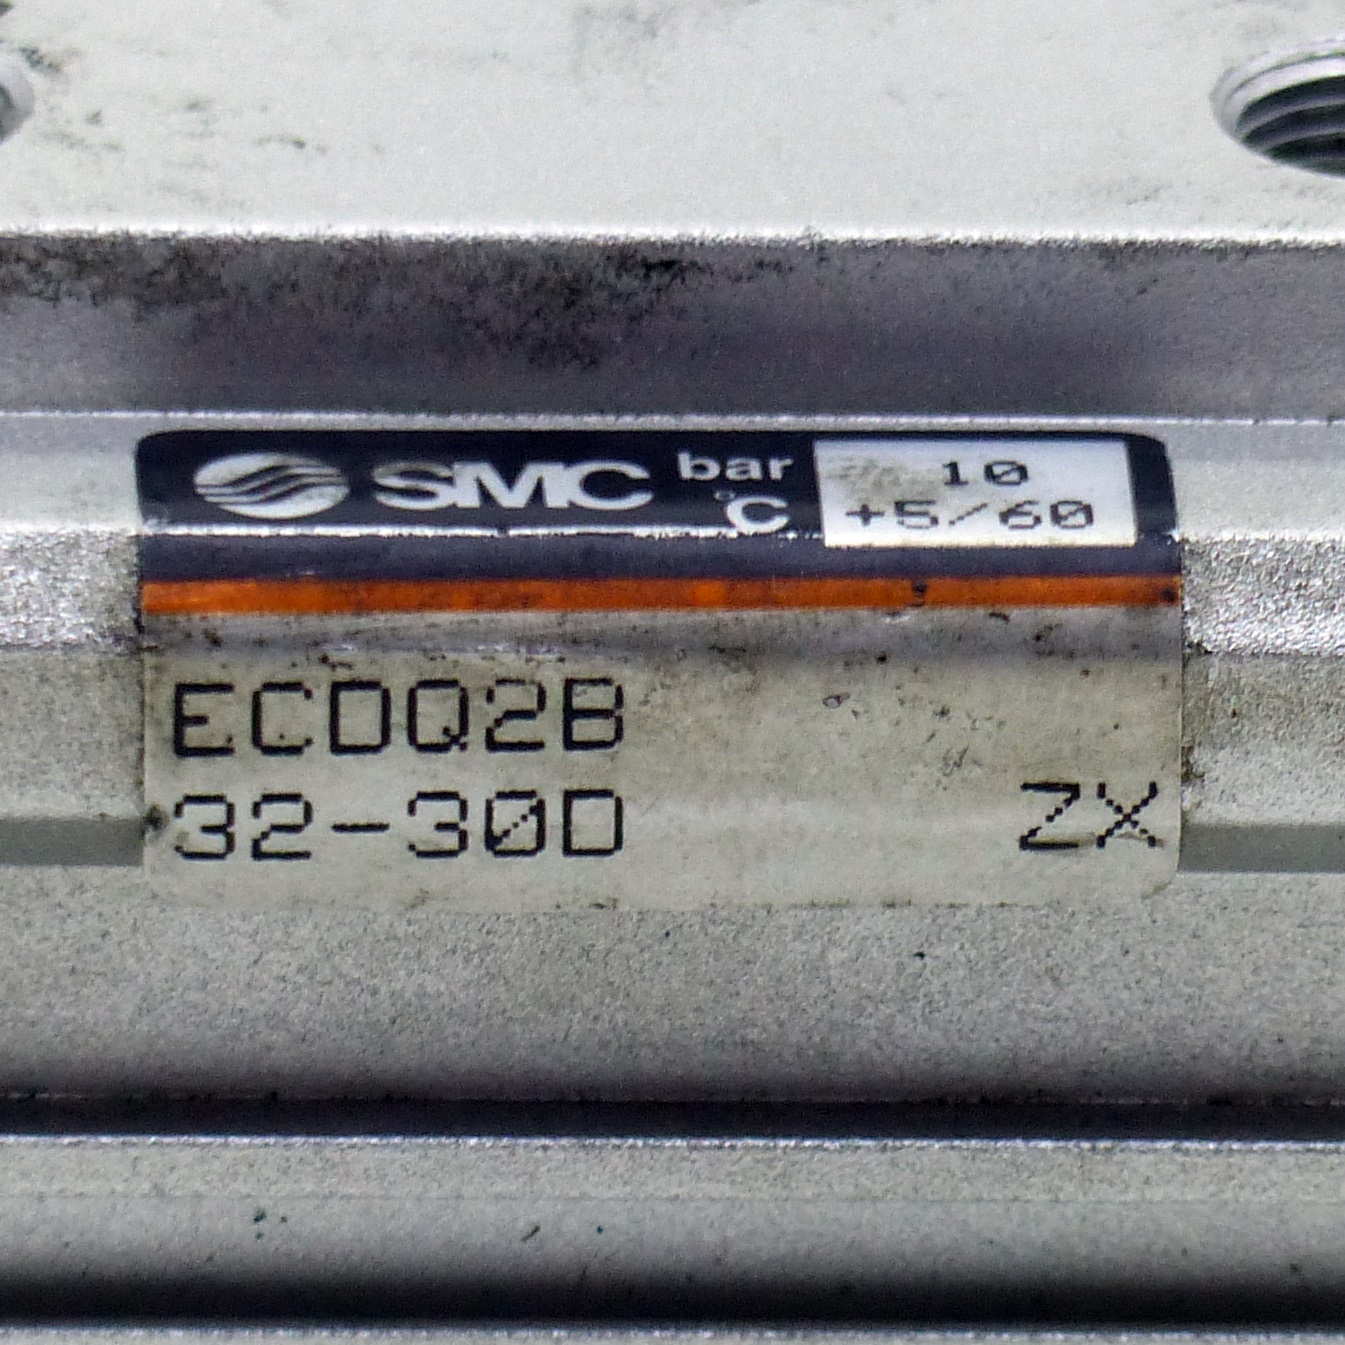 SMC bar 10
°C +5/60
ECDQ2B
32-30D ZX